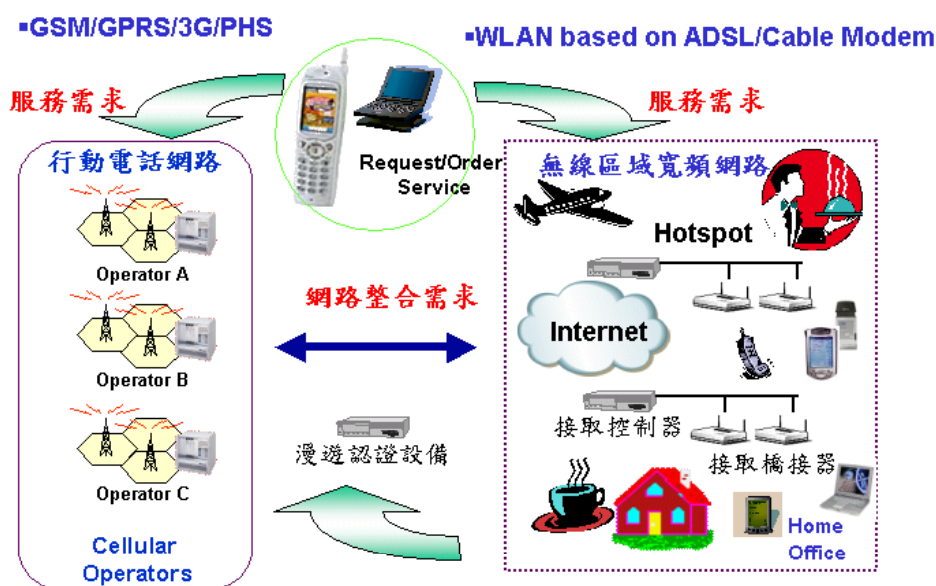 ▪GSM/GPRS/3G/PHS
▪WLAN based on ADSL/Cable Modem
服務需求
服務需求
Request/Order
Service
行動電話網路
Operator A
Operator B
Operator C
Cellular
Operators
網路整合需求
漫遊認證設備
無線區域寬頻網路
Hotspot
Internet
接取控制器
接取橋接器
Home
Office